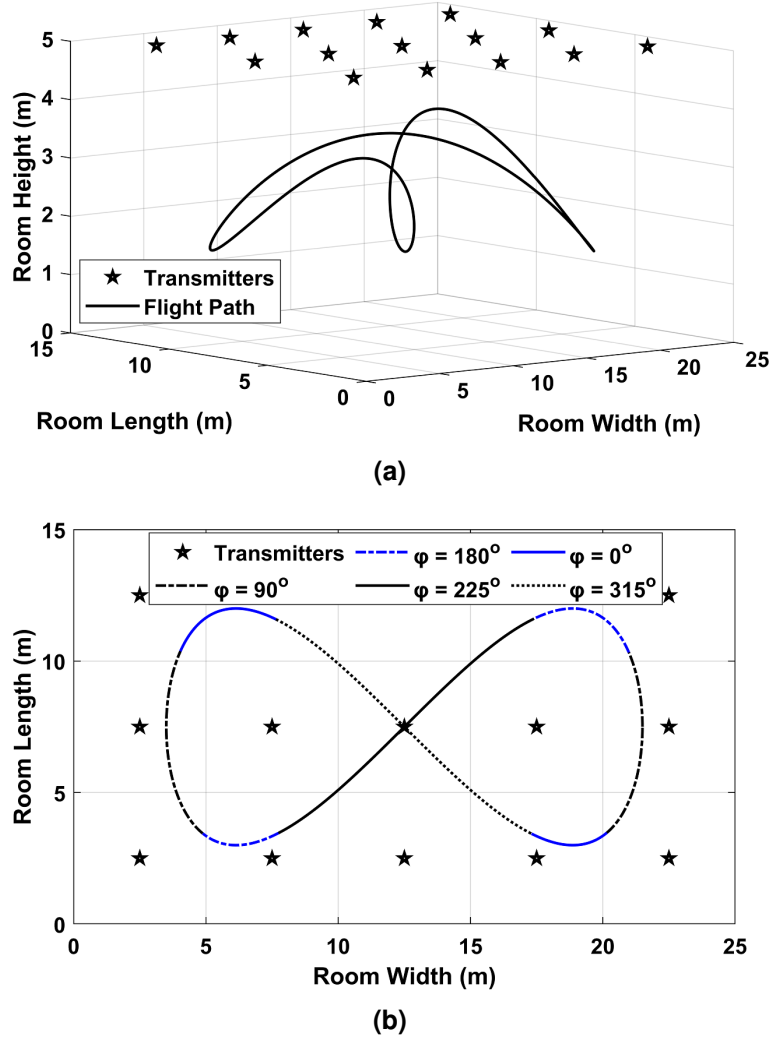 5
4
3
2
1
0
Room Height (m)
Transmitters
Flight Path
15
10
5
0
0
5
10
15
20
25
Room Length (m)
Room Width (m)
(a)
15
10
5
0
Room Length (m)
Transmitters φ = 180° φ = 0°
φ = 90° φ = 225° φ = 315°
0 5 10 15 20 25
Room Width (m)
(b)